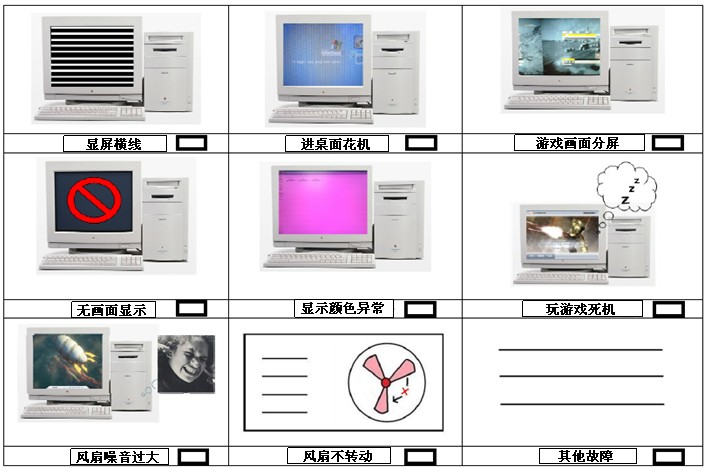 显屏横线
进桌面花机
游戏画面分屏
z
z
z
无画面显示
显示颜色异常
玩游戏死机
风扇噪音过大
风扇不转动
其他故障